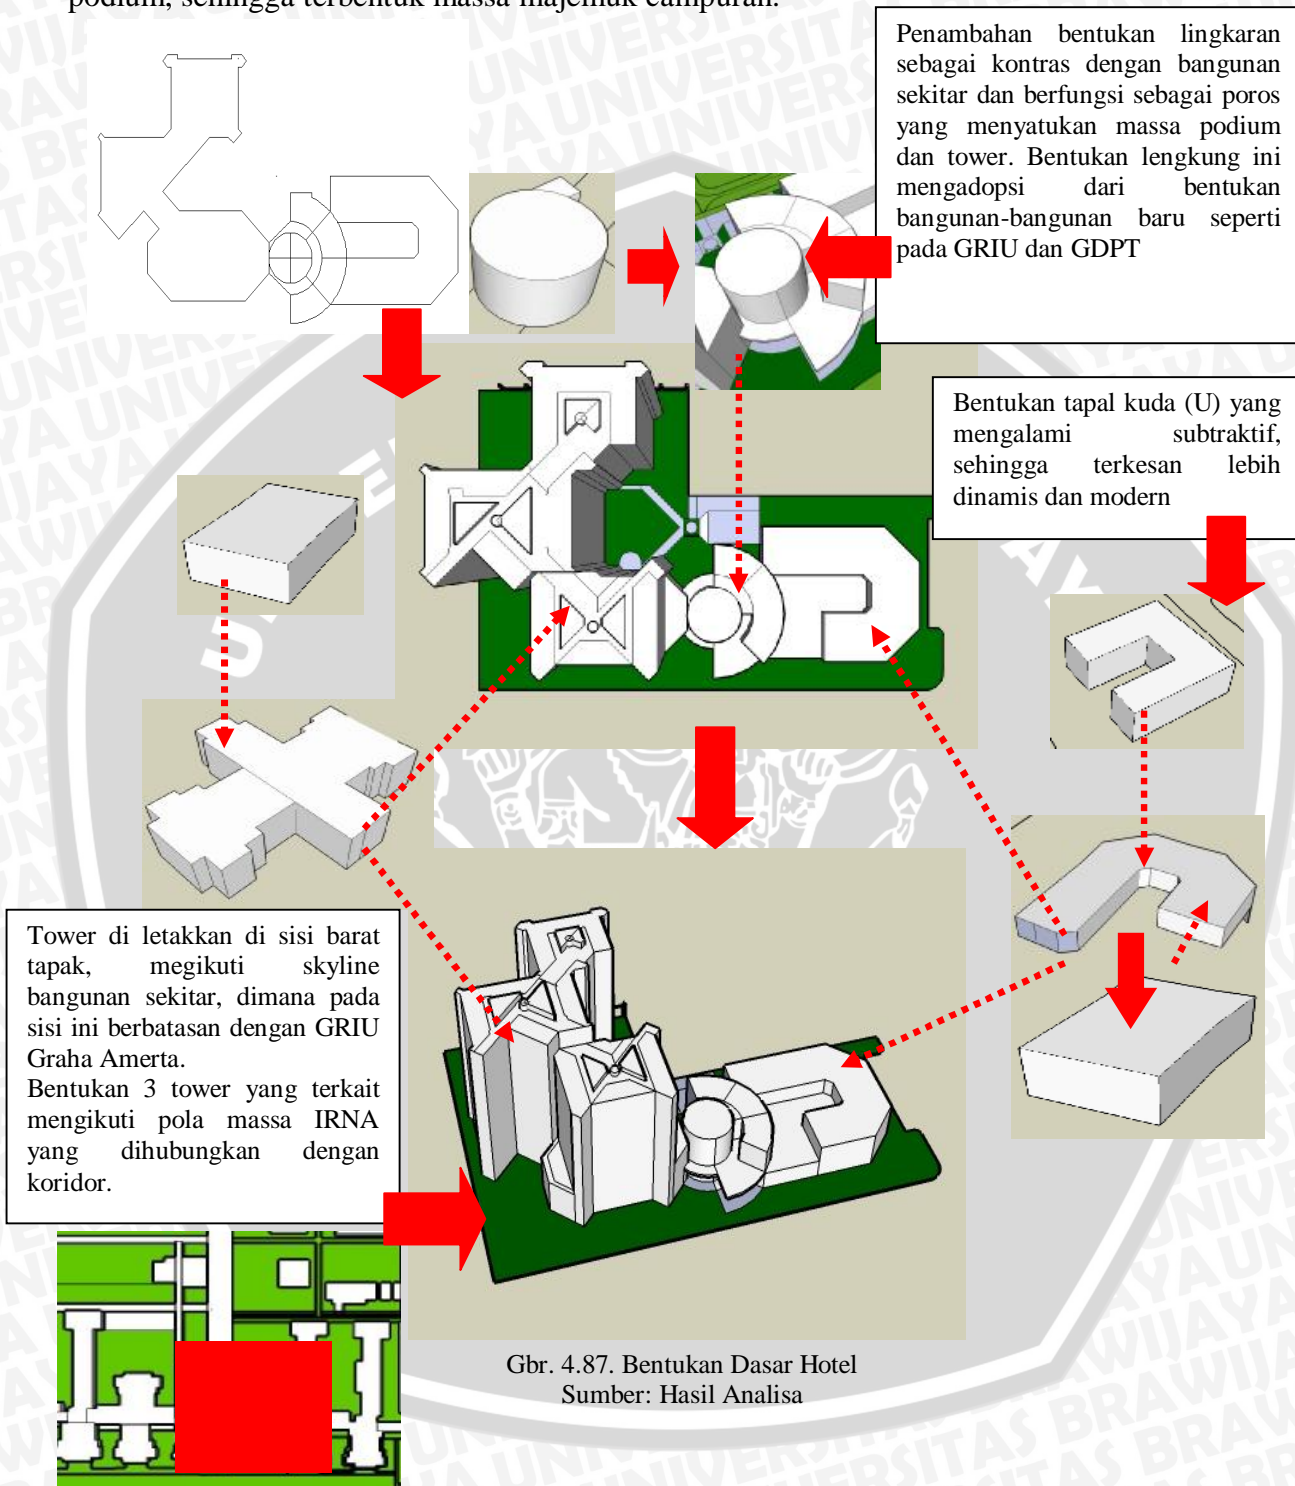 podium, sehingga terbentuk massa majemuk campuran.
Penambahan bentukan lingkaran
sebagai kontras dengan bangunan
sekitar dan berfungsi sebagai poros
yang menyatukan massa podium
dan tower. Bentukan lengkung ini
mengadopsi dari bentukan
bangunan-bangunan baru seperti
pada GRIU dan GDPT
Bentukan tapal kuda (U) yang
mengalami subtraktif,
sehingga terkesan lebih
dinamis dan modern
Tower di letakkan di sisi barat
tapak, megikuti skyline
bangunan sekitar, dimana pada
sisi ini berbatasan dengan GRIU
Graha Amerta.
Bentukan 3 tower yang terkait
mengikuti pola massa IRNA
yang dihubungkan dengan
koridor.
Gbr. 4.87. Bentukan Dasar Hotel
Sumber: Hasil Analisa